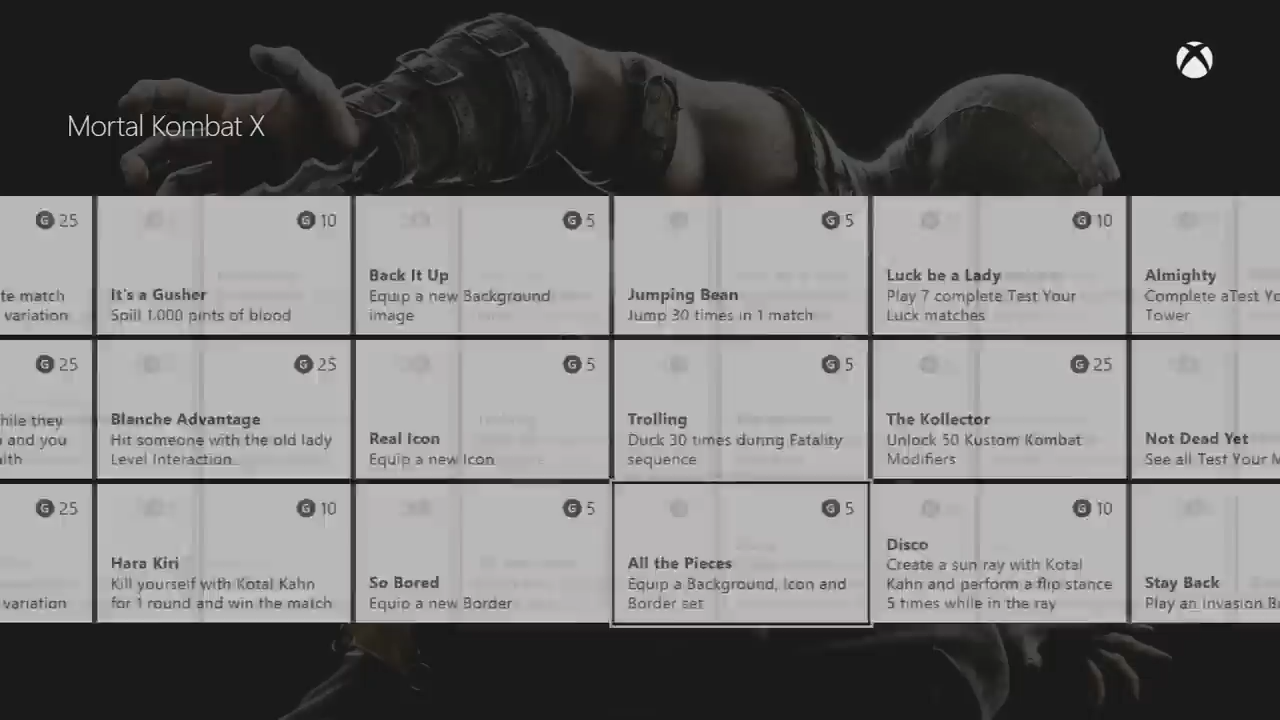 Mortal Kombat X
G 25
te match
variation
G 10
It's a Gusher
Spill 1,000 pints of blood
G 5
Back It Up
Equip a new Background
image
G 5
Jumping Bean
Jump 30 times in 1 match
G 10
Luck be a Lady
Play 7 complete Test Your
Luck matches
Almighty
Complete aTest Yo
Tower
G 25
hile they
and you
lth
G 25
Blanche Advantage
Hit someone with the old lady
Level Interaction
G 5
Real Icon
Equip a new Icon
G 5
Trolling
Duck 30 times during Fatality
sequence
G 25
The Kollector
Unlock 50 Kustom Kombat
Modifiers
Not Dead Yet
See all Test Your M
G 25
variation
G 10
Hara Kiri
Kill yourself with Kotal Kahn
for 1 round and win the match
G 5
So Bored
Equip a new Border
G 5
All the Pieces
Equip a Background, Icon and
Border set
G 10
Disco
Create a sun ray with Kotal
Kahn and perform a flip stance
5 times while in the ray
Stay Back
Play an Invasion B